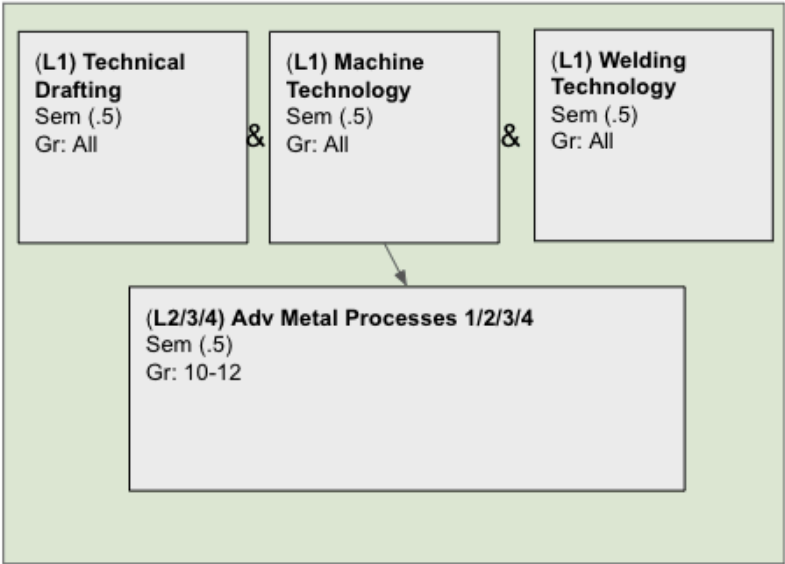 (L1) Technical
Drafting
Sem (.5)
Gr: All
&
(L1) Machine
Technology
Sem (.5)
Gr: All
&
(L1) Welding
Technology
Sem (.5)
Gr: All
(L2/3/4) Adv Metal Processes 1/2/3/4
Sem (.5)
Gr: 10-12